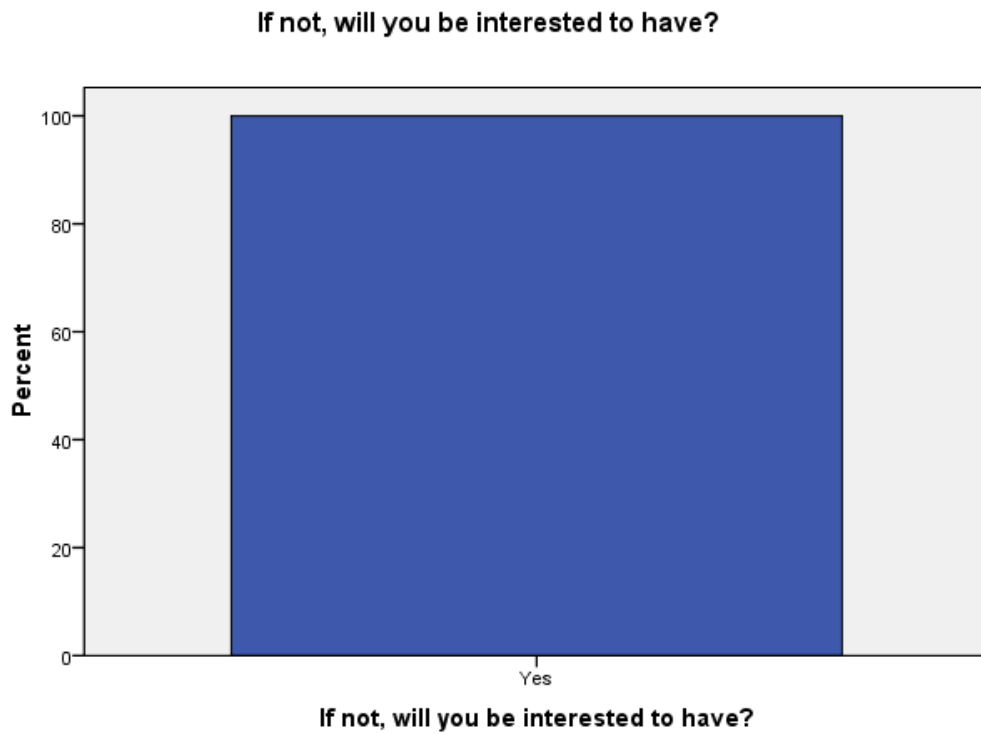 If not, will you be interested to have?
100
80
60
40
20
0
Percent
Yes
If not, will you be interested to have?